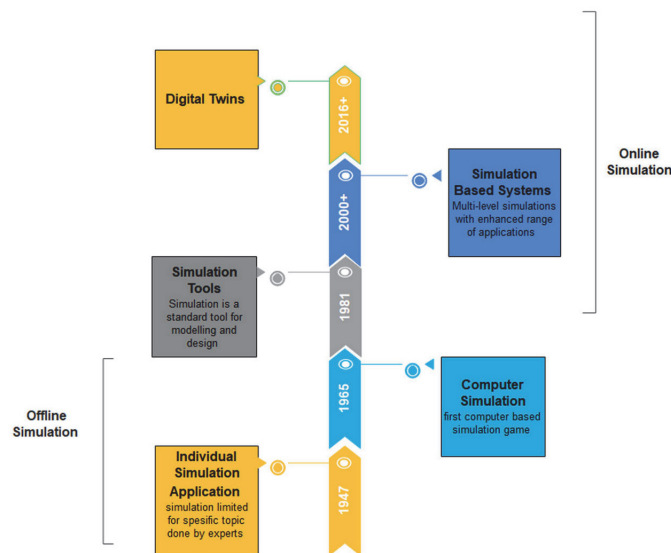 Digital Twins
2016+
Online
Simulation
Simulation
Based Systems
Multi-level simulations
with enhanced range
of applications
2000+
Simulation
Tools
Simulation is a
standard tool for
modelling and
design
1981
Offline
Simulation
1965
Computer
Simulation
first computer based
simulation game
Individual
Simulation
Application
simulation limited
for spesific topic
done by experts
1947